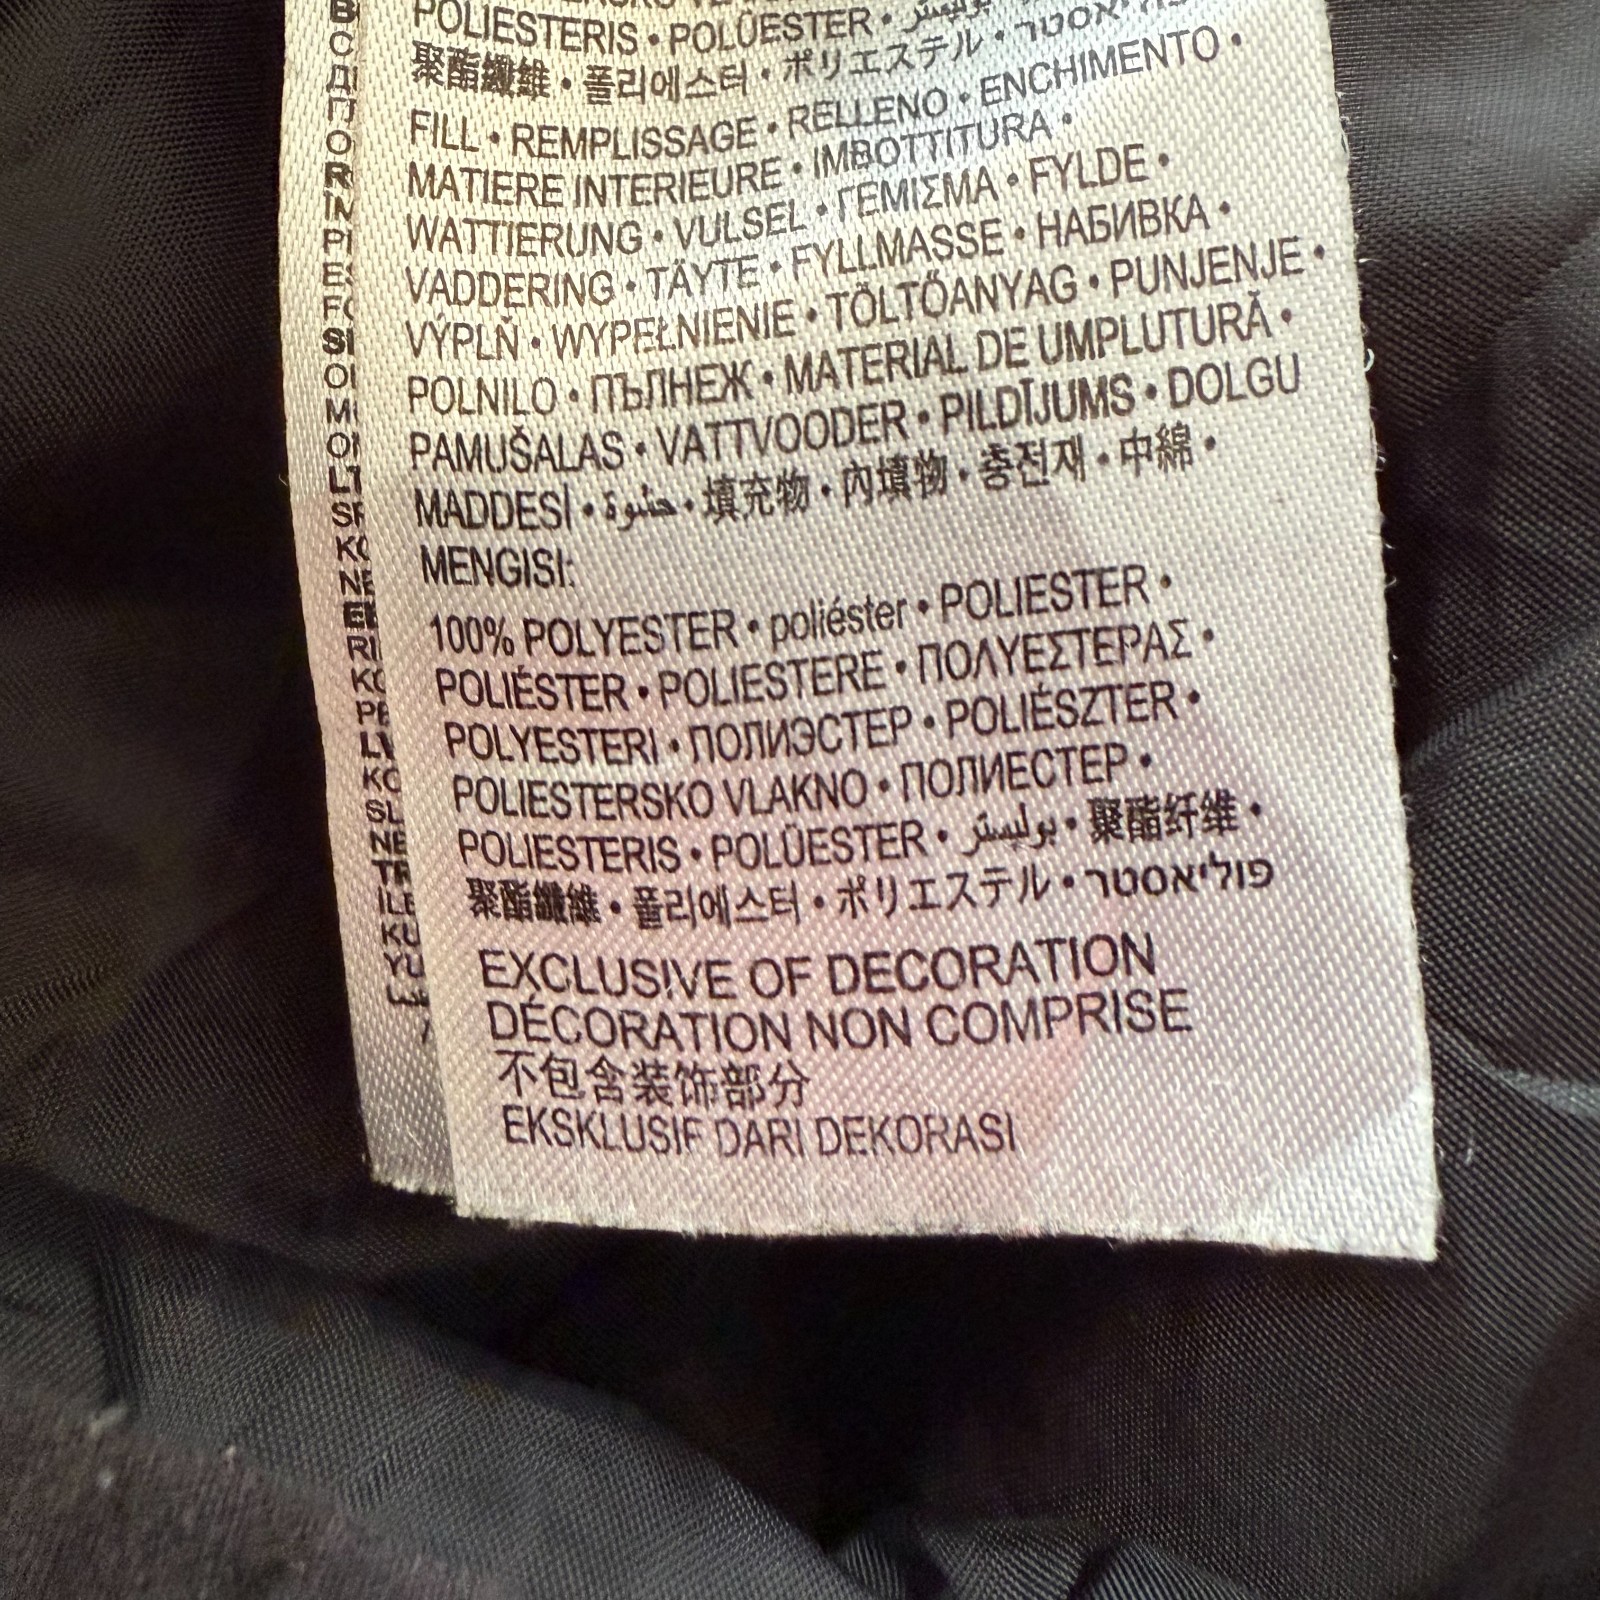 POLIESTERIS • POLÜESTER • بوليستر
聚酯纖維 • 폴리에스터 • ポリエステル • פוליאסטר
FILL • REMPLISSAGE • RELLENO • ENCHIMENTO •
MATIERE INTERIEURE • IMBOTTITURA •
WATTIERUNG • VULSEL • ΓΕΜΙΣΜΑ • FYLDE •
VADDERING • TÄYTE • FYLLMASSE • НАБИВКА •
VÝPLŇ • WYPEŁNIENIE • TÖLTŐANYAG • PUNJENJE •
POLNILO • ПЪЛНЕЖ • MATERIAL DE UMPLUTURĂ •
PAMUŠALAS • VATTVOODER • PILDĪJUMS • DOLGU
MADDESİ • حشوة • 填充物 • 內填物 • 충전재 • 中綿 •
MENGISI:
100% POLYESTER • poliéster • POLIESTER •
POLIÉSTER • POLIESTERE • ΠΟΛΥΕΣΤΕΡΑΣ •
POLYESTERI • ПОЛИЭСТЕР • POLIÉSZTER •
POLIESTERSKO VLAKNO • ПОЛИЕСТЕР •
POLIESTERIS • POLÜESTER • بوليستر • 聚酯纤维 •
聚酯纖維 • 폴리에스터 • ポリエステル • פוליאסטר
EXCLUSIVE OF DECORATION
DÉCORATION NON COMPRISE
不包含装饰部分
EKSKLUSIF DARI DEKORASI